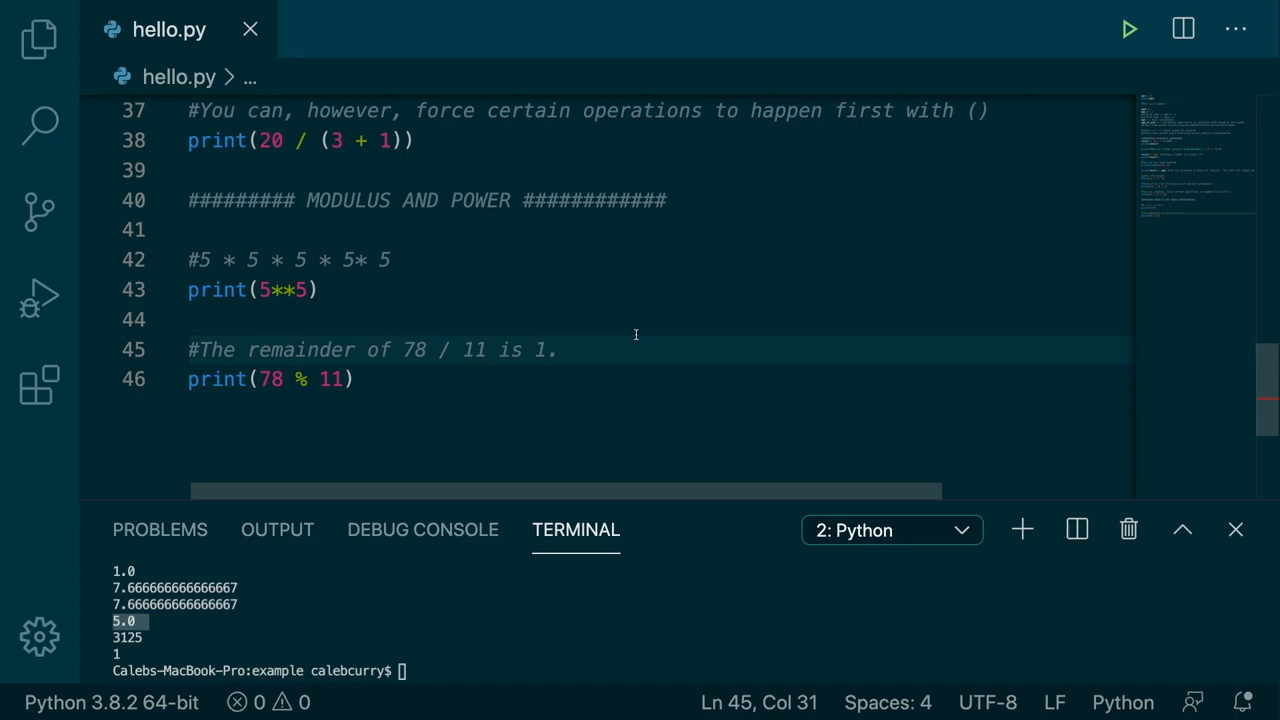 hello.py
hello.py > ...
37 #You can, however, force certain operations to happen first with ()
38 print(20 / (3 + 1))
39
40 ######### MODULUS AND POWER ############
41
42 #5 * 5 * 5 * 5* 5
43 print(5**5)
44
45 #The remainder of 78 / 11 is 1.
46 print(78 % 11)
PROBLEMS OUTPUT DEBUG CONSOLE TERMINAL 2: Python
1.0
7.666666666666667
7.666666666666667
5.0
3125
1
Calebs-MacBook-Pro:example calebcurry$
Python 3.8.2 64-bit 0 0 Ln 45, Col 31 Spaces: 4 UTF-8 LF Python